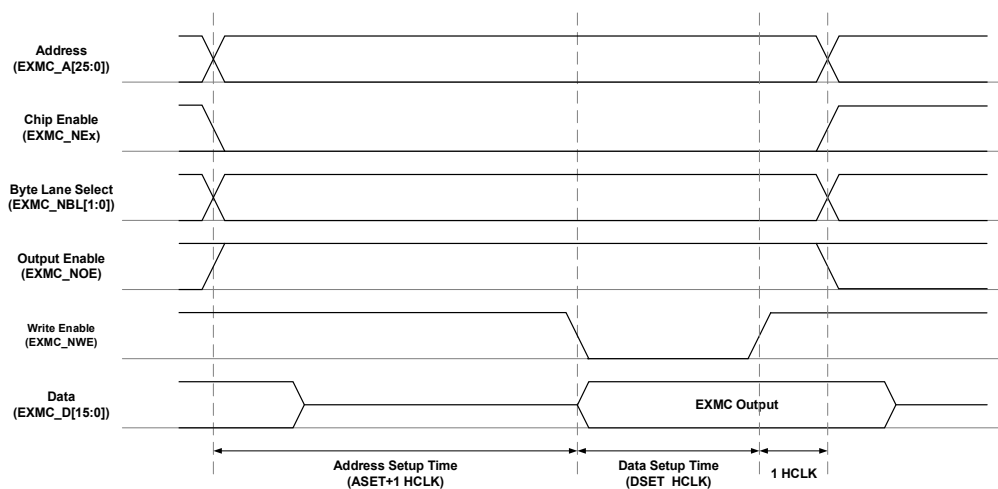 Address
(EXMC_A[25:0])
Chip Enable
(EXMC_NEx)
Byte Lane Select
(EXMC_NBL[1:0])
Output Enable
(EXMC_NOE)
Write Enable
(EXMC_NWE)
Data
(EXMC_D[15:0])
EXMC Output
Address Setup Time
(ASET+1 HCLK)
Data Setup Time
(DSET HCLK)
1 HCLK